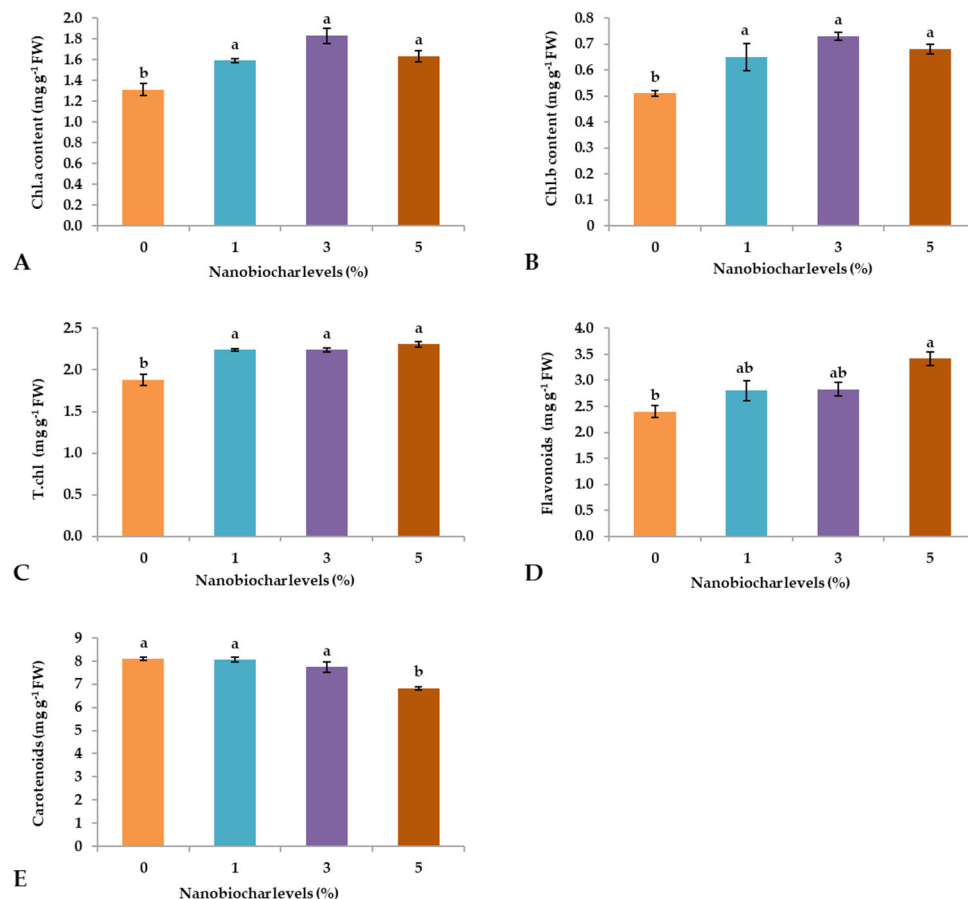 Chl.a content (mg g-1 FW)
2.0
1.8
1.6
1.4
1.2
1.0
0.8
0.6
0.4
0.2
0.0
b
a
a
a
0 1 3 5
Nanobiochar levels (%)
A
Chl.b content (mg g-1 FW)
0.8
0.7
0.6
0.5
0.4
0.3
0.2
0.1
0
b
a
a
a
0 1 3 5
Nanobiochar levels (%)
B
T.chl (mg g-1 FW)
2.5
2.0
1.5
1.0
0.5
0.0
b
a
a
a
0 1 3 5
Nanobiochar levels (%)
C
Flavonoids (mg g-1 FW)
4.0
3.5
3.0
2.5
2.0
1.5
1.0
0.5
0.0
b
ab
ab
a
0 1 3 5
Nanobiochar levels (%)
D
Carotenoids (mg g-1 FW)
9
8
7
6
5
4
3
2
1
0
a
a
a
b
0 1 3 5
Nanobiochar levels (%)
E